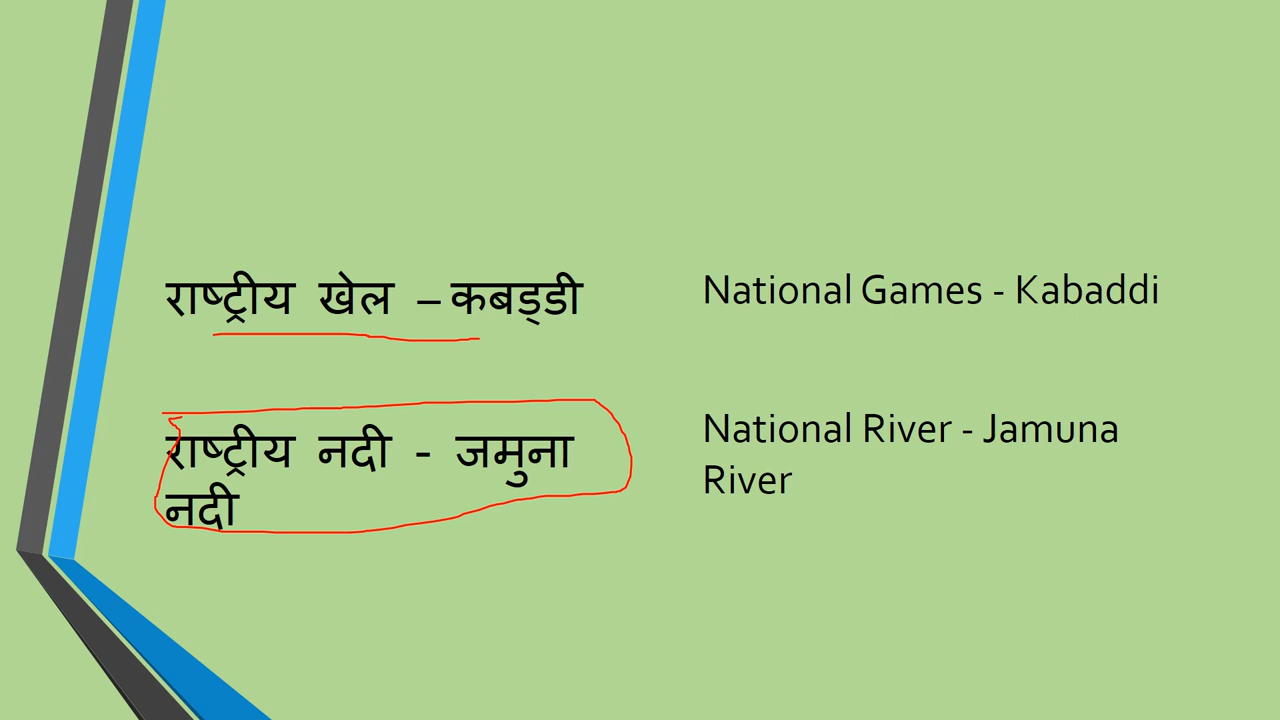 राष्ट्रीय खेल – कबड्डी
National Games - Kabaddi
राष्ट्रीय नदी - जमुना
नदी
National River - Jamuna
River